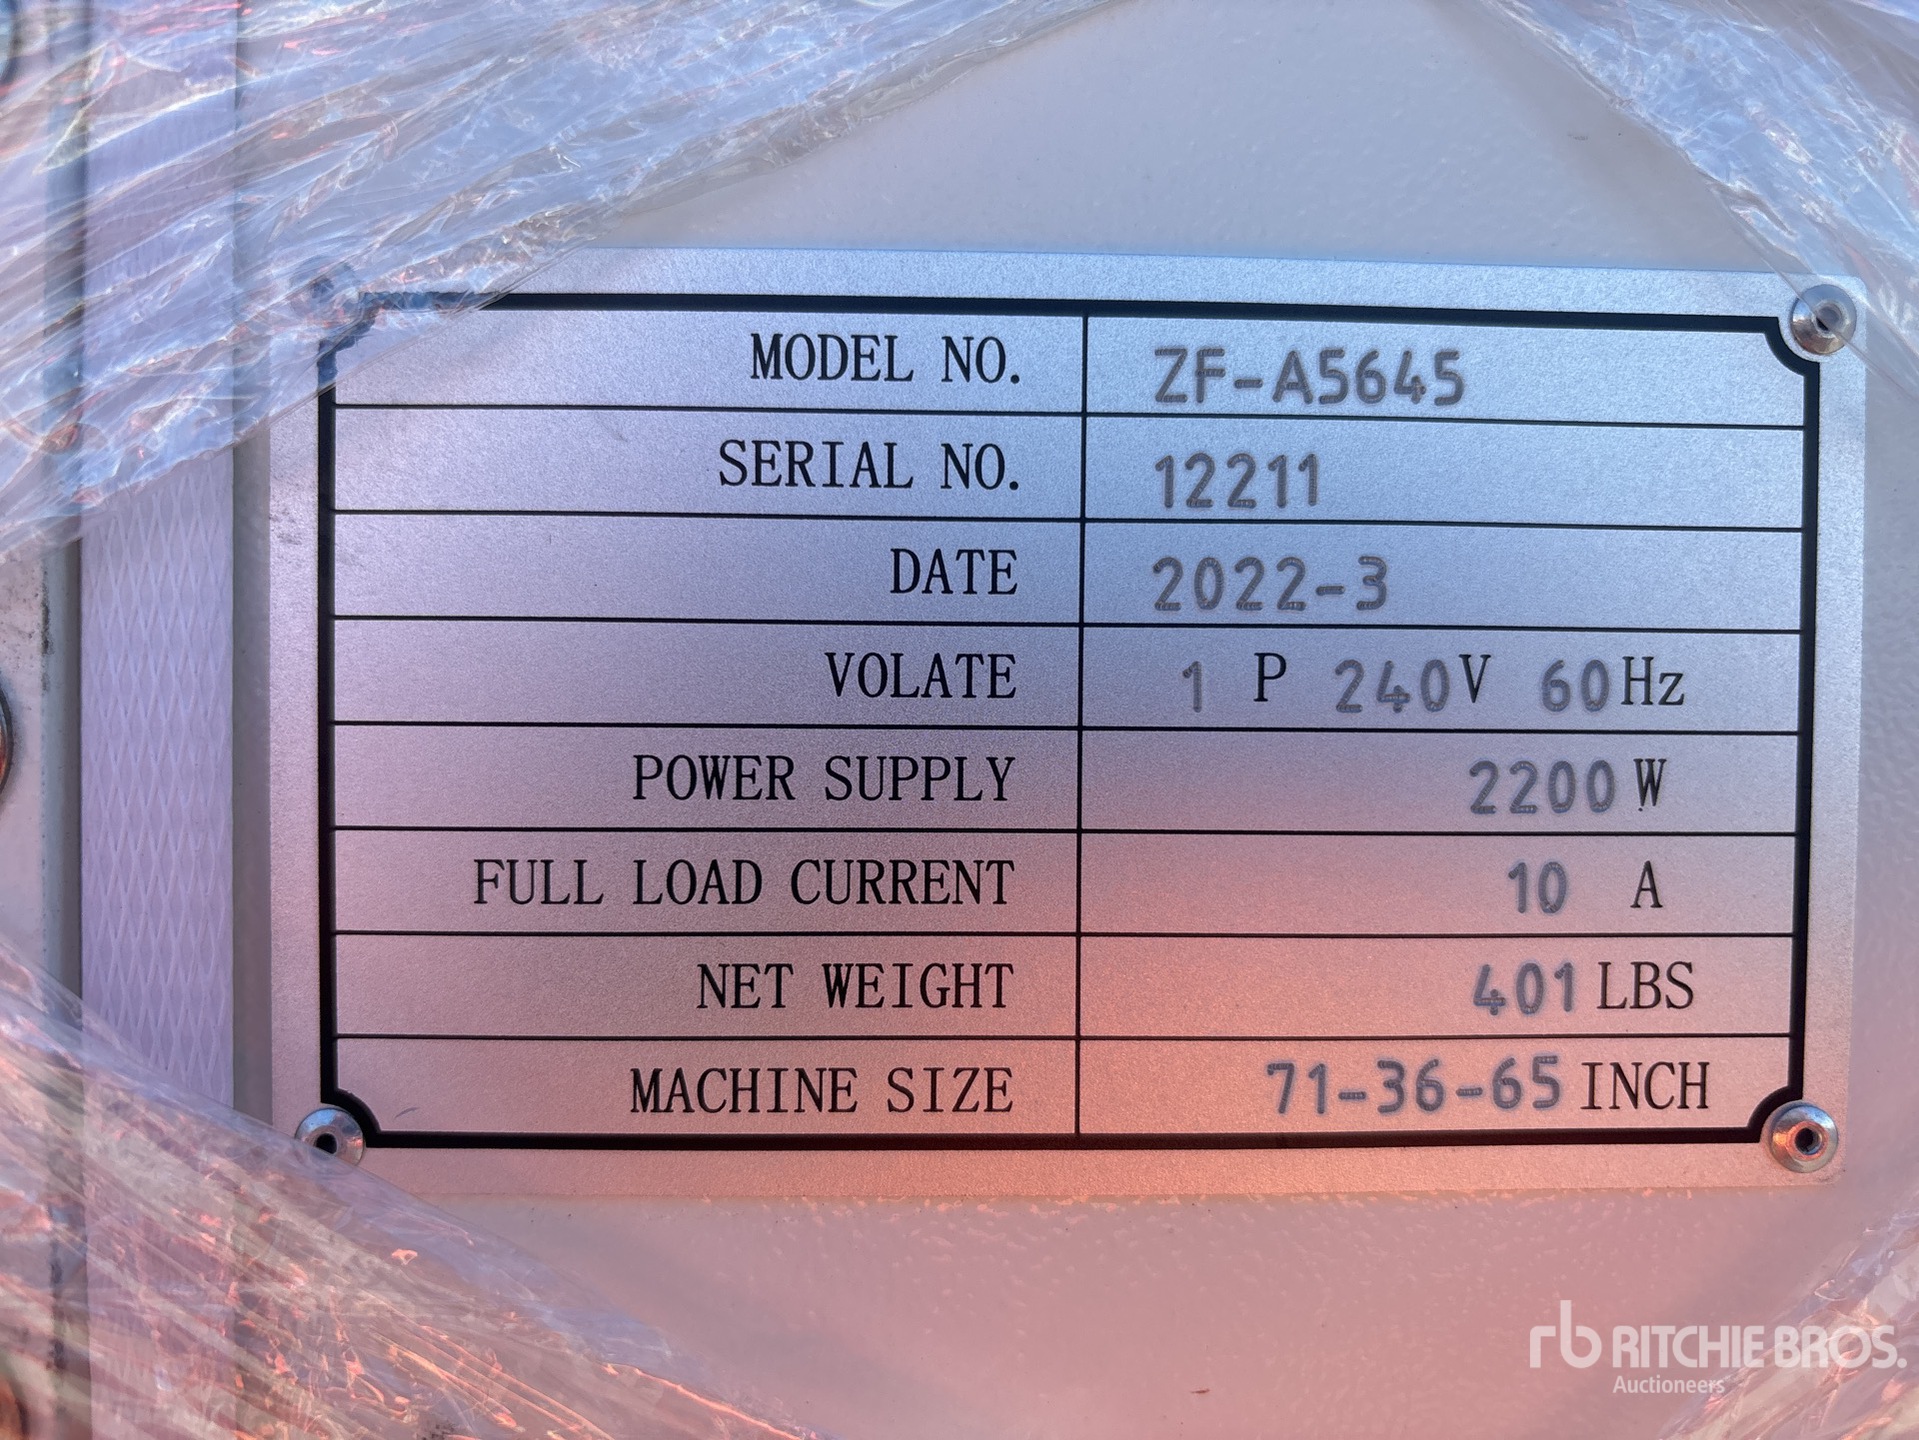 MODEL NO. ZF-A5645
SERIAL NO. 12211
DATE 2022-3
VOLATE 1 P 240V 60Hz
POWER SUPPLY 2200 W
FULL LOAD CURRENT 10 A
NET WEIGHT 401 LBS
MACHINE SIZE 71-36-65 INCH
rb RITCHIE BROS.
Auctioneers